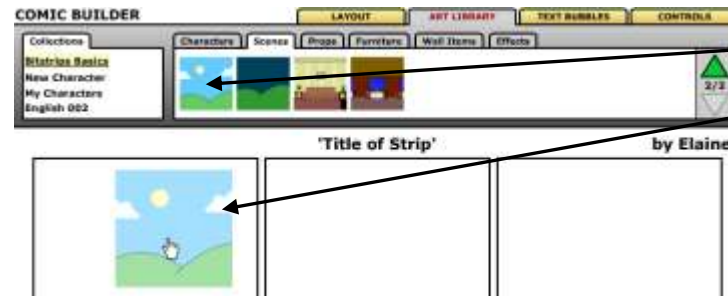 COMIC BUILDER
LAYOUT ART LIBRARY TEXT BUBBLES CONTROLS
Collections Characters Scenes Props Furniture Wall Items Effects
Bitstrips Basics
New Character
My Characters
English 002
2/2
'Title of Strip' by Elaine